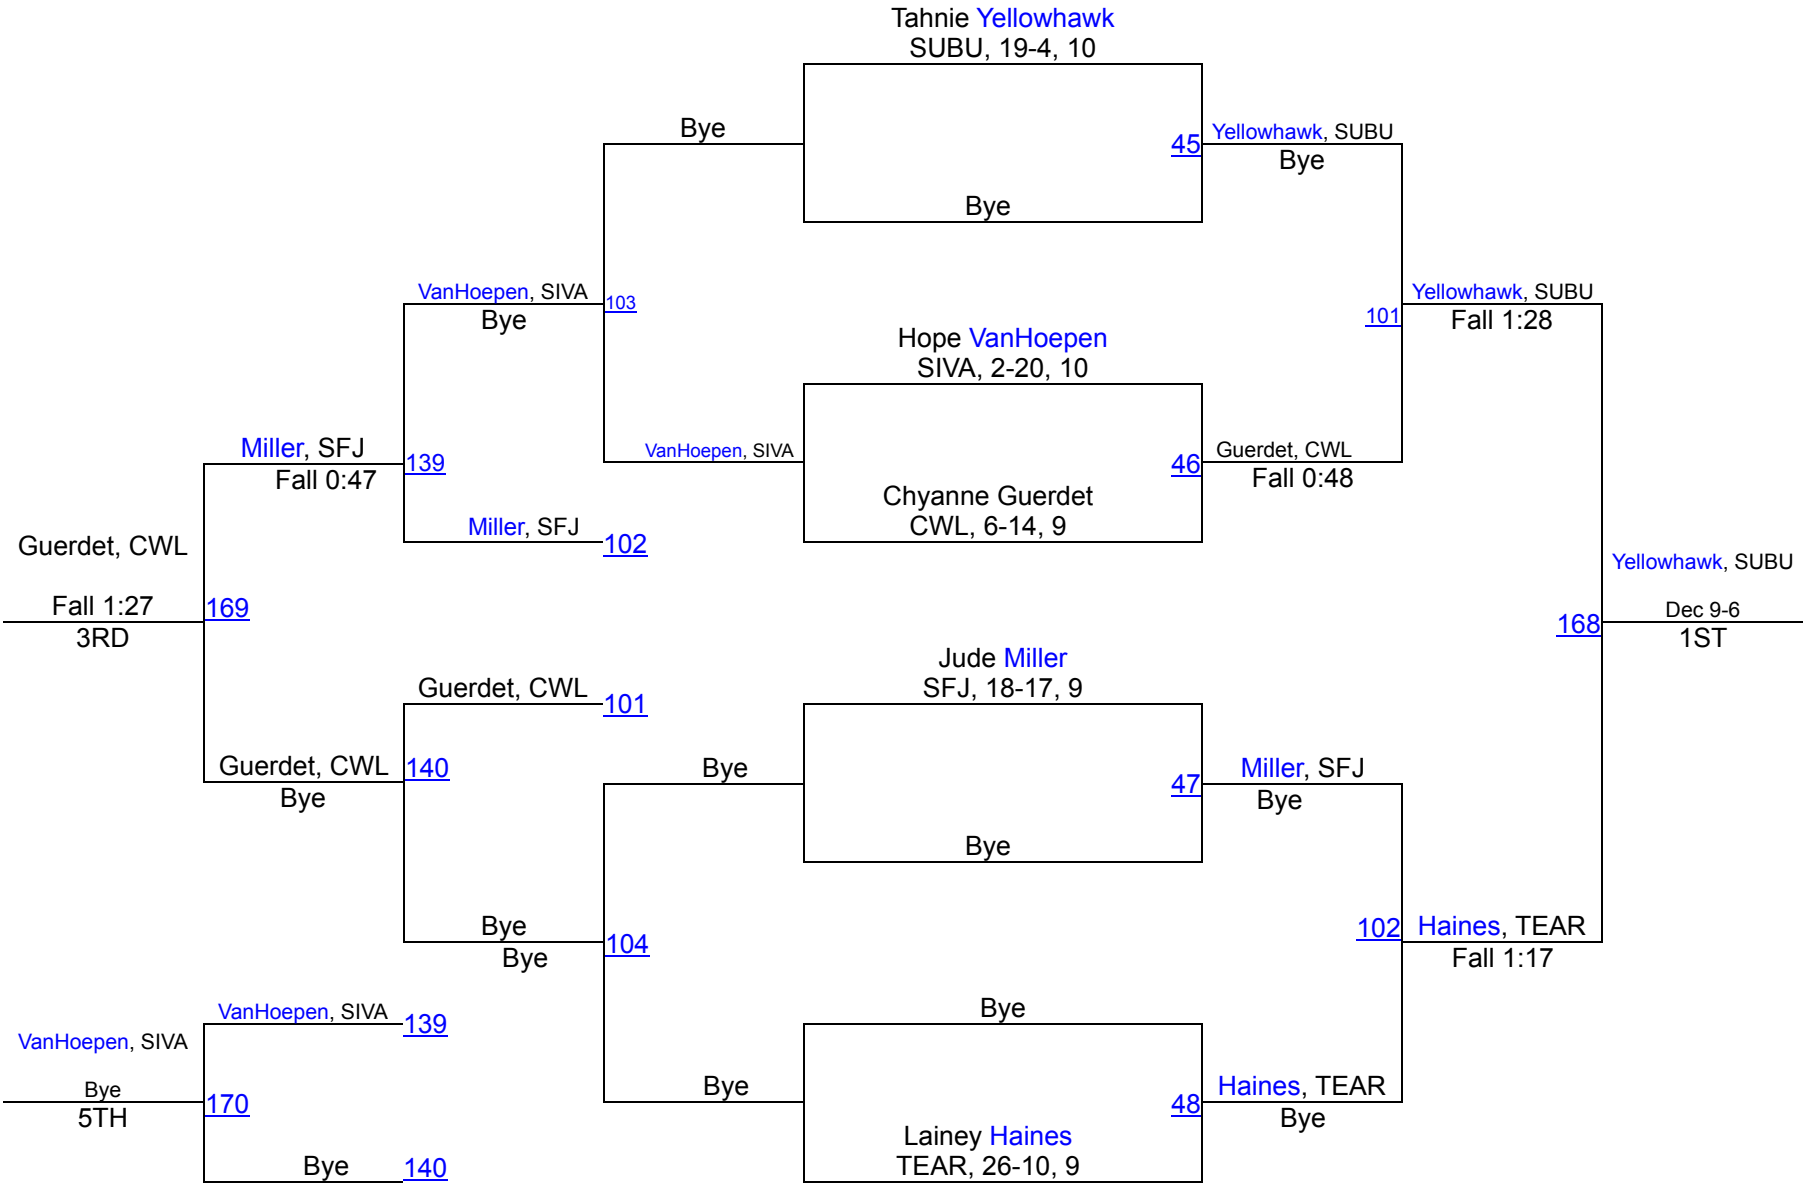 Tahnie Yellowhawk
SUBU, 19-4, 10
Bye
45
Yellowhawk, SUBU
Bye
Bye
VanHoepen, SIVA
Bye
103
Yellowhawk, SUBU
101
Fall 1:28
Hope VanHoepen
SIVA, 2-20, 10
Miller, SFJ
Fall 0:47
139
VanHoepen, SIVA
46
Guerdet, CWL
Fall 0:48
Chyanne Guerdet
CWL, 6-14, 9
Miller, SFJ
102
Guerdet, CWL
Fall 1:27
3RD
169
Yellowhawk, SUBU
168
Dec 9-6
1ST
Jude Miller
SFJ, 18-17, 9
Guerdet, CWL
101
Guerdet, CWL
Bye
140
Bye
47
Miller, SFJ
Bye
Bye
Bye
Bye
104
102
Haines, TEAR
Fall 1:17
VanHoepen, SIVA
139
Bye
VanHoepen, SIVA
Bye
5TH
170
Bye
48
Haines, TEAR
Bye
Lainey Haines
TEAR, 26-10, 9
Bye
140